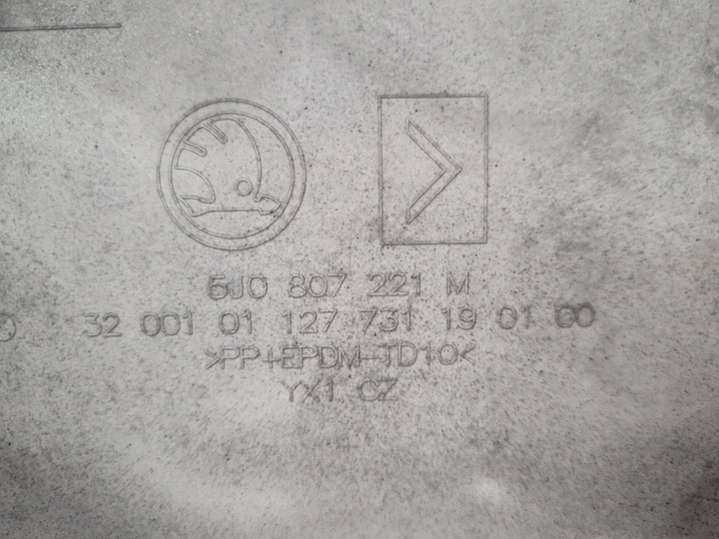 5J0 807 221 M
32 001 01 127 731 19 01 00
>PP+EPDM-TD10<
YX1 CZ